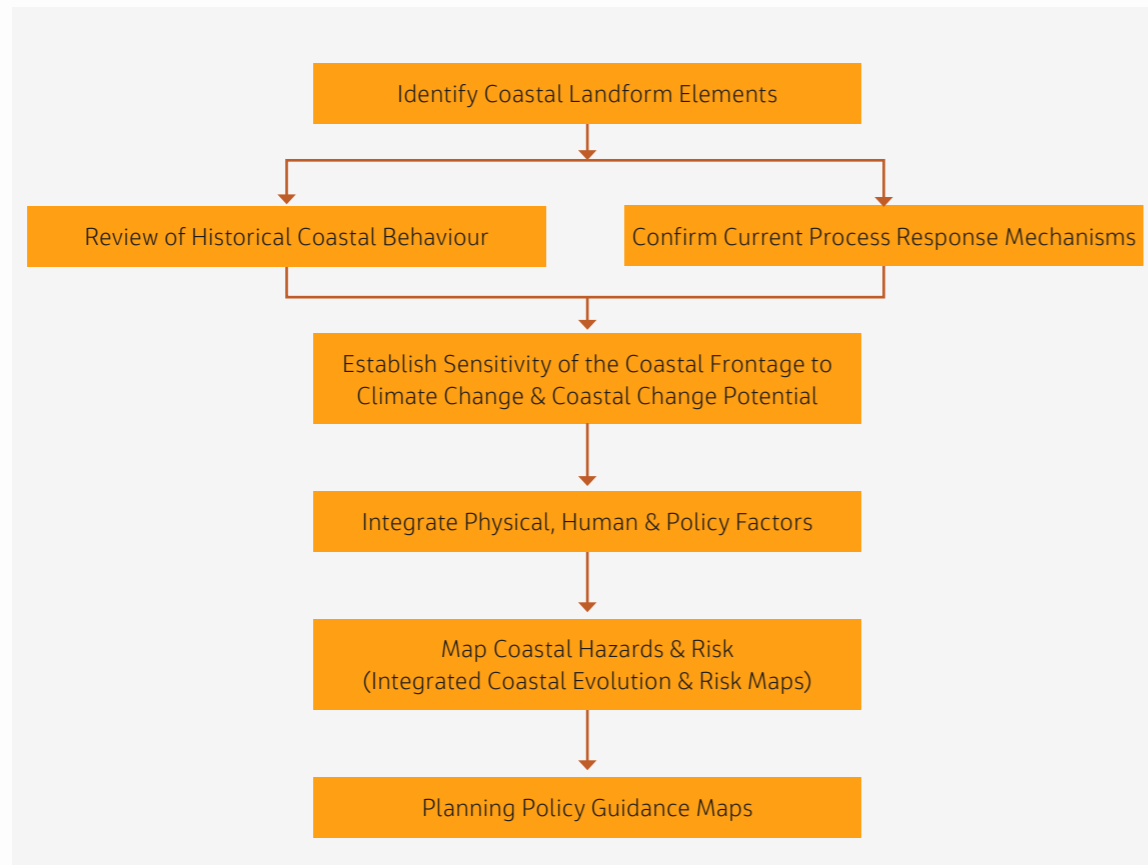 Identify Coastal Landform Elements
Review of Historical Coastal Behaviour
Confirm Current Process Response Mechanisms
Establish Sensitivity of the Coastal Frontage to
Climate Change & Coastal Change Potential
Integrate Physical, Human & Policy Factors
Map Coastal Hazards & Risk
(Integrated Coastal Evolution & Risk Maps)
Planning Policy Guidance Maps